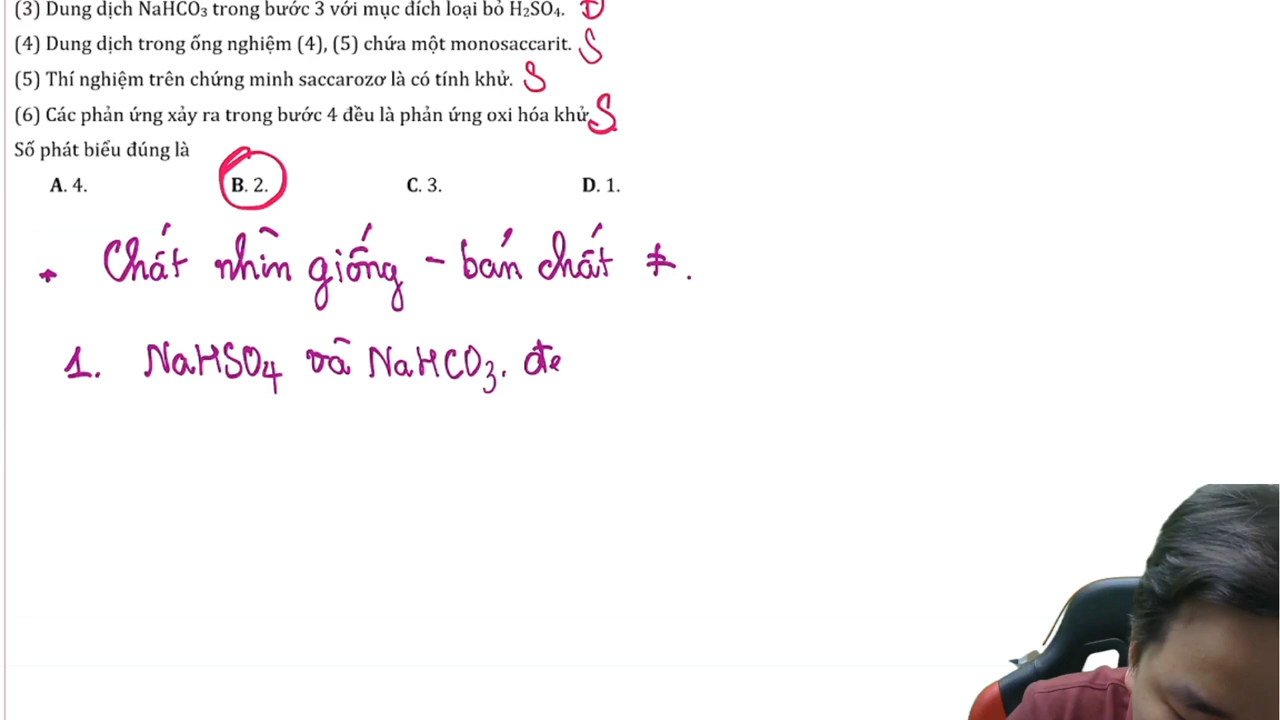 (3) Dung dịch NaHCO₃ trong bước 3 với mục đích loại bỏ H₂SO₄. Đ
(4) Dung dịch trong ống nghiệm (4), (5) chứa một monosaccarit. S
(5) Thí nghiệm trên chứng minh saccarozơ là có tính khử. S
(6) Các phản ứng xảy ra trong bước 4 đều là phản ứng oxi hóa khử S
Số phát biểu đúng là
A. 4. B. 2. C. 3. D. 1.
* Chất nhìn giống - bản chất ≠.
1. NaHSO₄ và NaHCO₃. đe